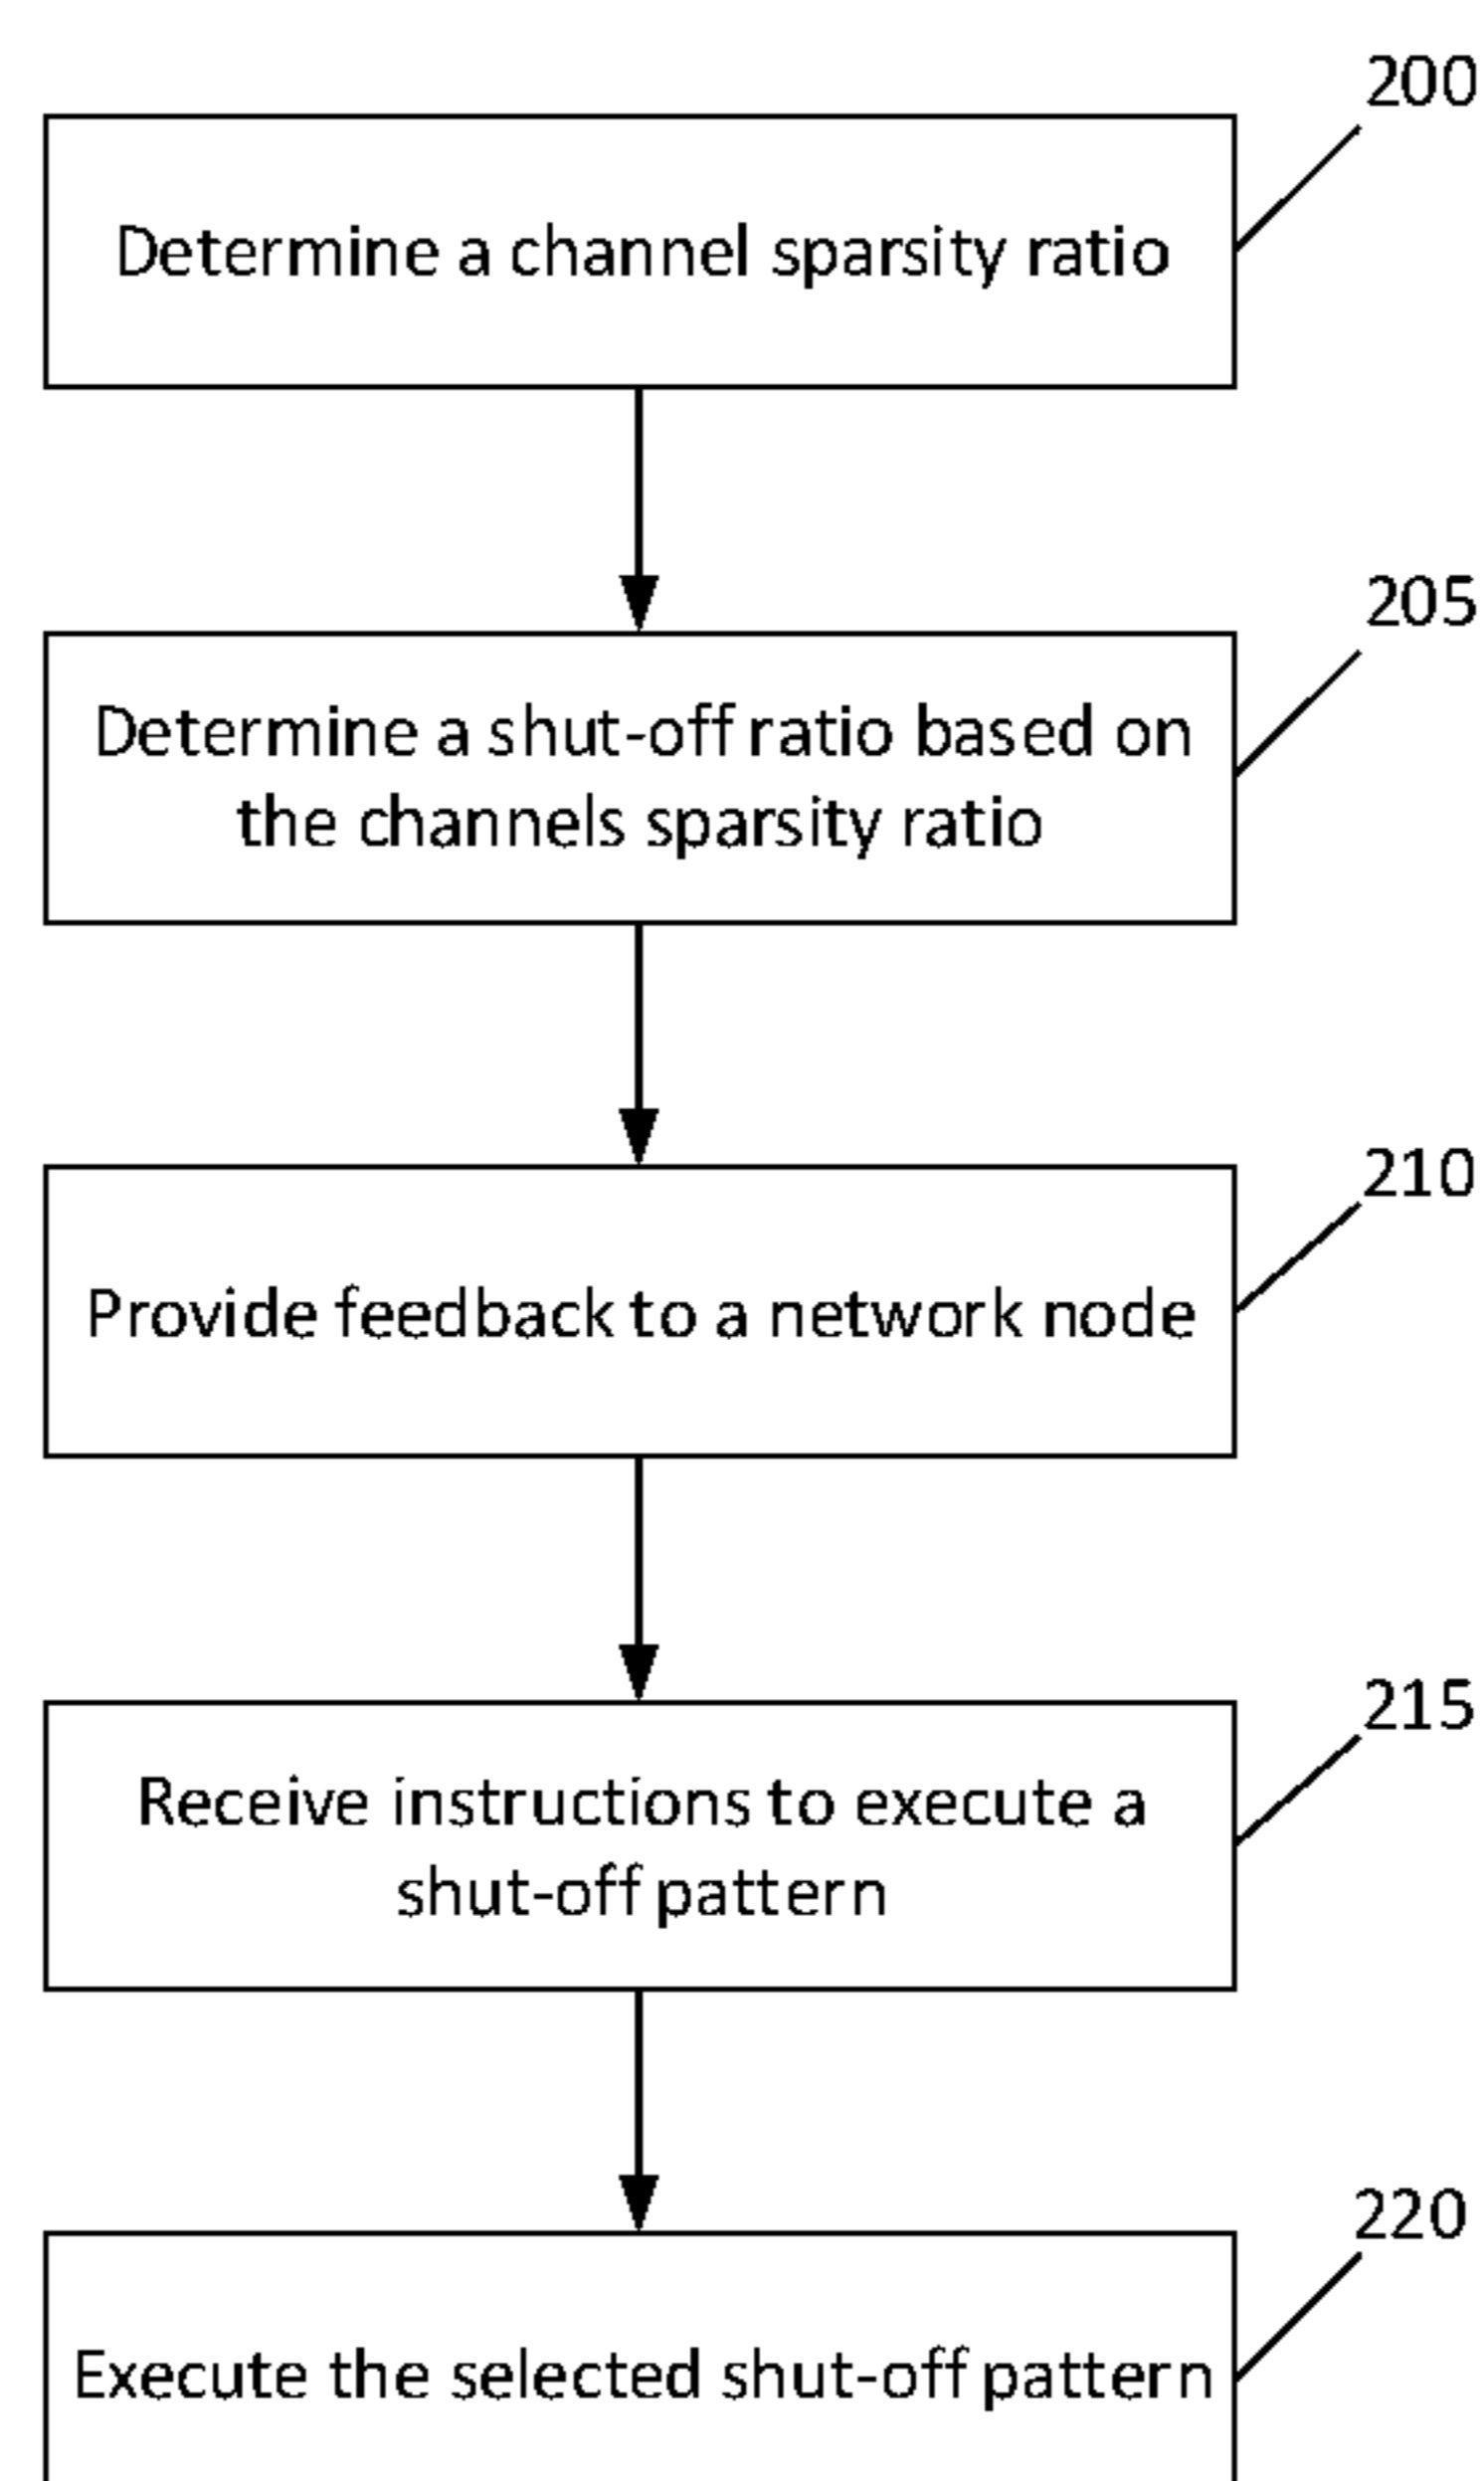 200
Determine a channel sparsity ratio
205
Determine a shut-off ratio based on
the channels sparsity ratio
210
Provide feedback to a network node
215
Receive instructions to execute a
shut-off pattern
220
Execute the selected shut-off pattern